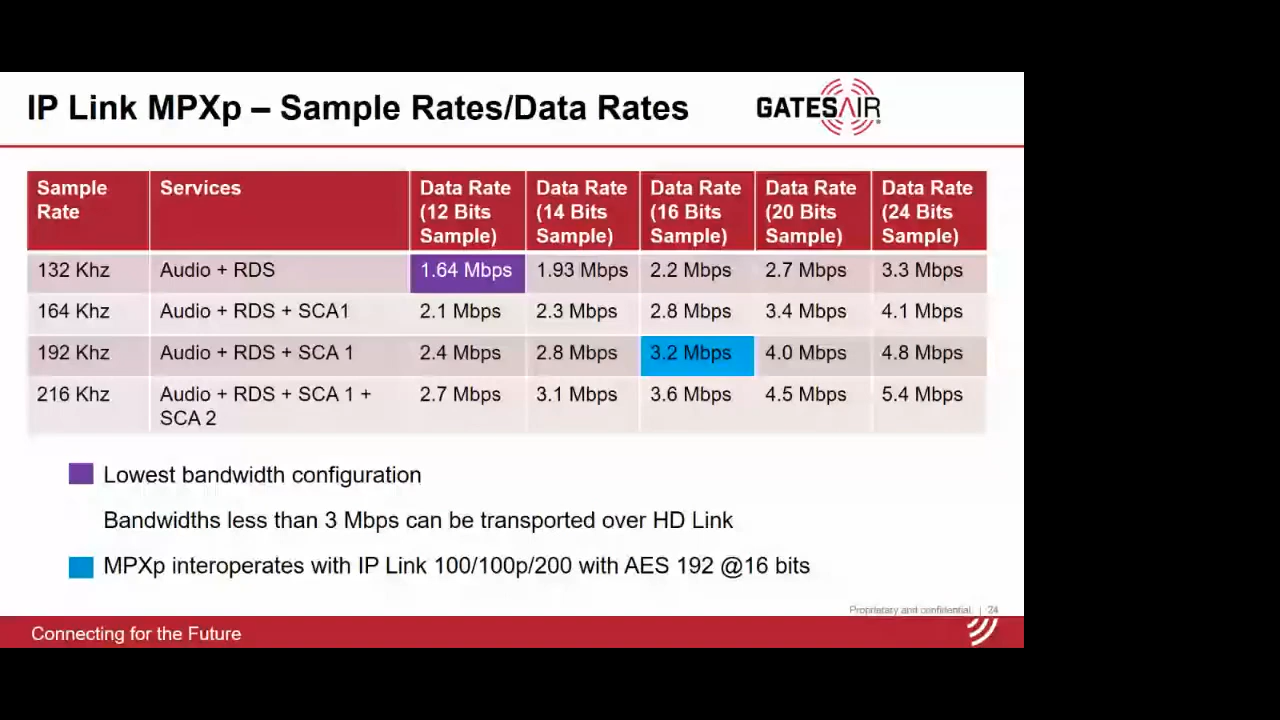 IP Link MPXp – Sample Rates/Data Rates
GATESAIR
Sample Rate | Services | Data Rate (12 Bits Sample) | Data Rate (14 Bits Sample) | Data Rate (16 Bits Sample) | Data Rate (20 Bits Sample) | Data Rate (24 Bits Sample)
132 Khz | Audio + RDS | 1.64 Mbps | 1.93 Mbps | 2.2 Mbps | 2.7 Mbps | 3.3 Mbps
164 Khz | Audio + RDS + SCA1 | 2.1 Mbps | 2.3 Mbps | 2.8 Mbps | 3.4 Mbps | 4.1 Mbps
192 Khz | Audio + RDS + SCA 1 | 2.4 Mbps | 2.8 Mbps | 3.2 Mbps | 4.0 Mbps | 4.8 Mbps
216 Khz | Audio + RDS + SCA 1 + SCA 2 | 2.7 Mbps | 3.1 Mbps | 3.6 Mbps | 4.5 Mbps | 5.4 Mbps
Lowest bandwidth configuration
Bandwidths less than 3 Mbps can be transported over HD Link
MPXp interoperates with IP Link 100/100p/200 with AES 192 @16 bits
Proprietary and confidential. | 24
Connecting for the Future